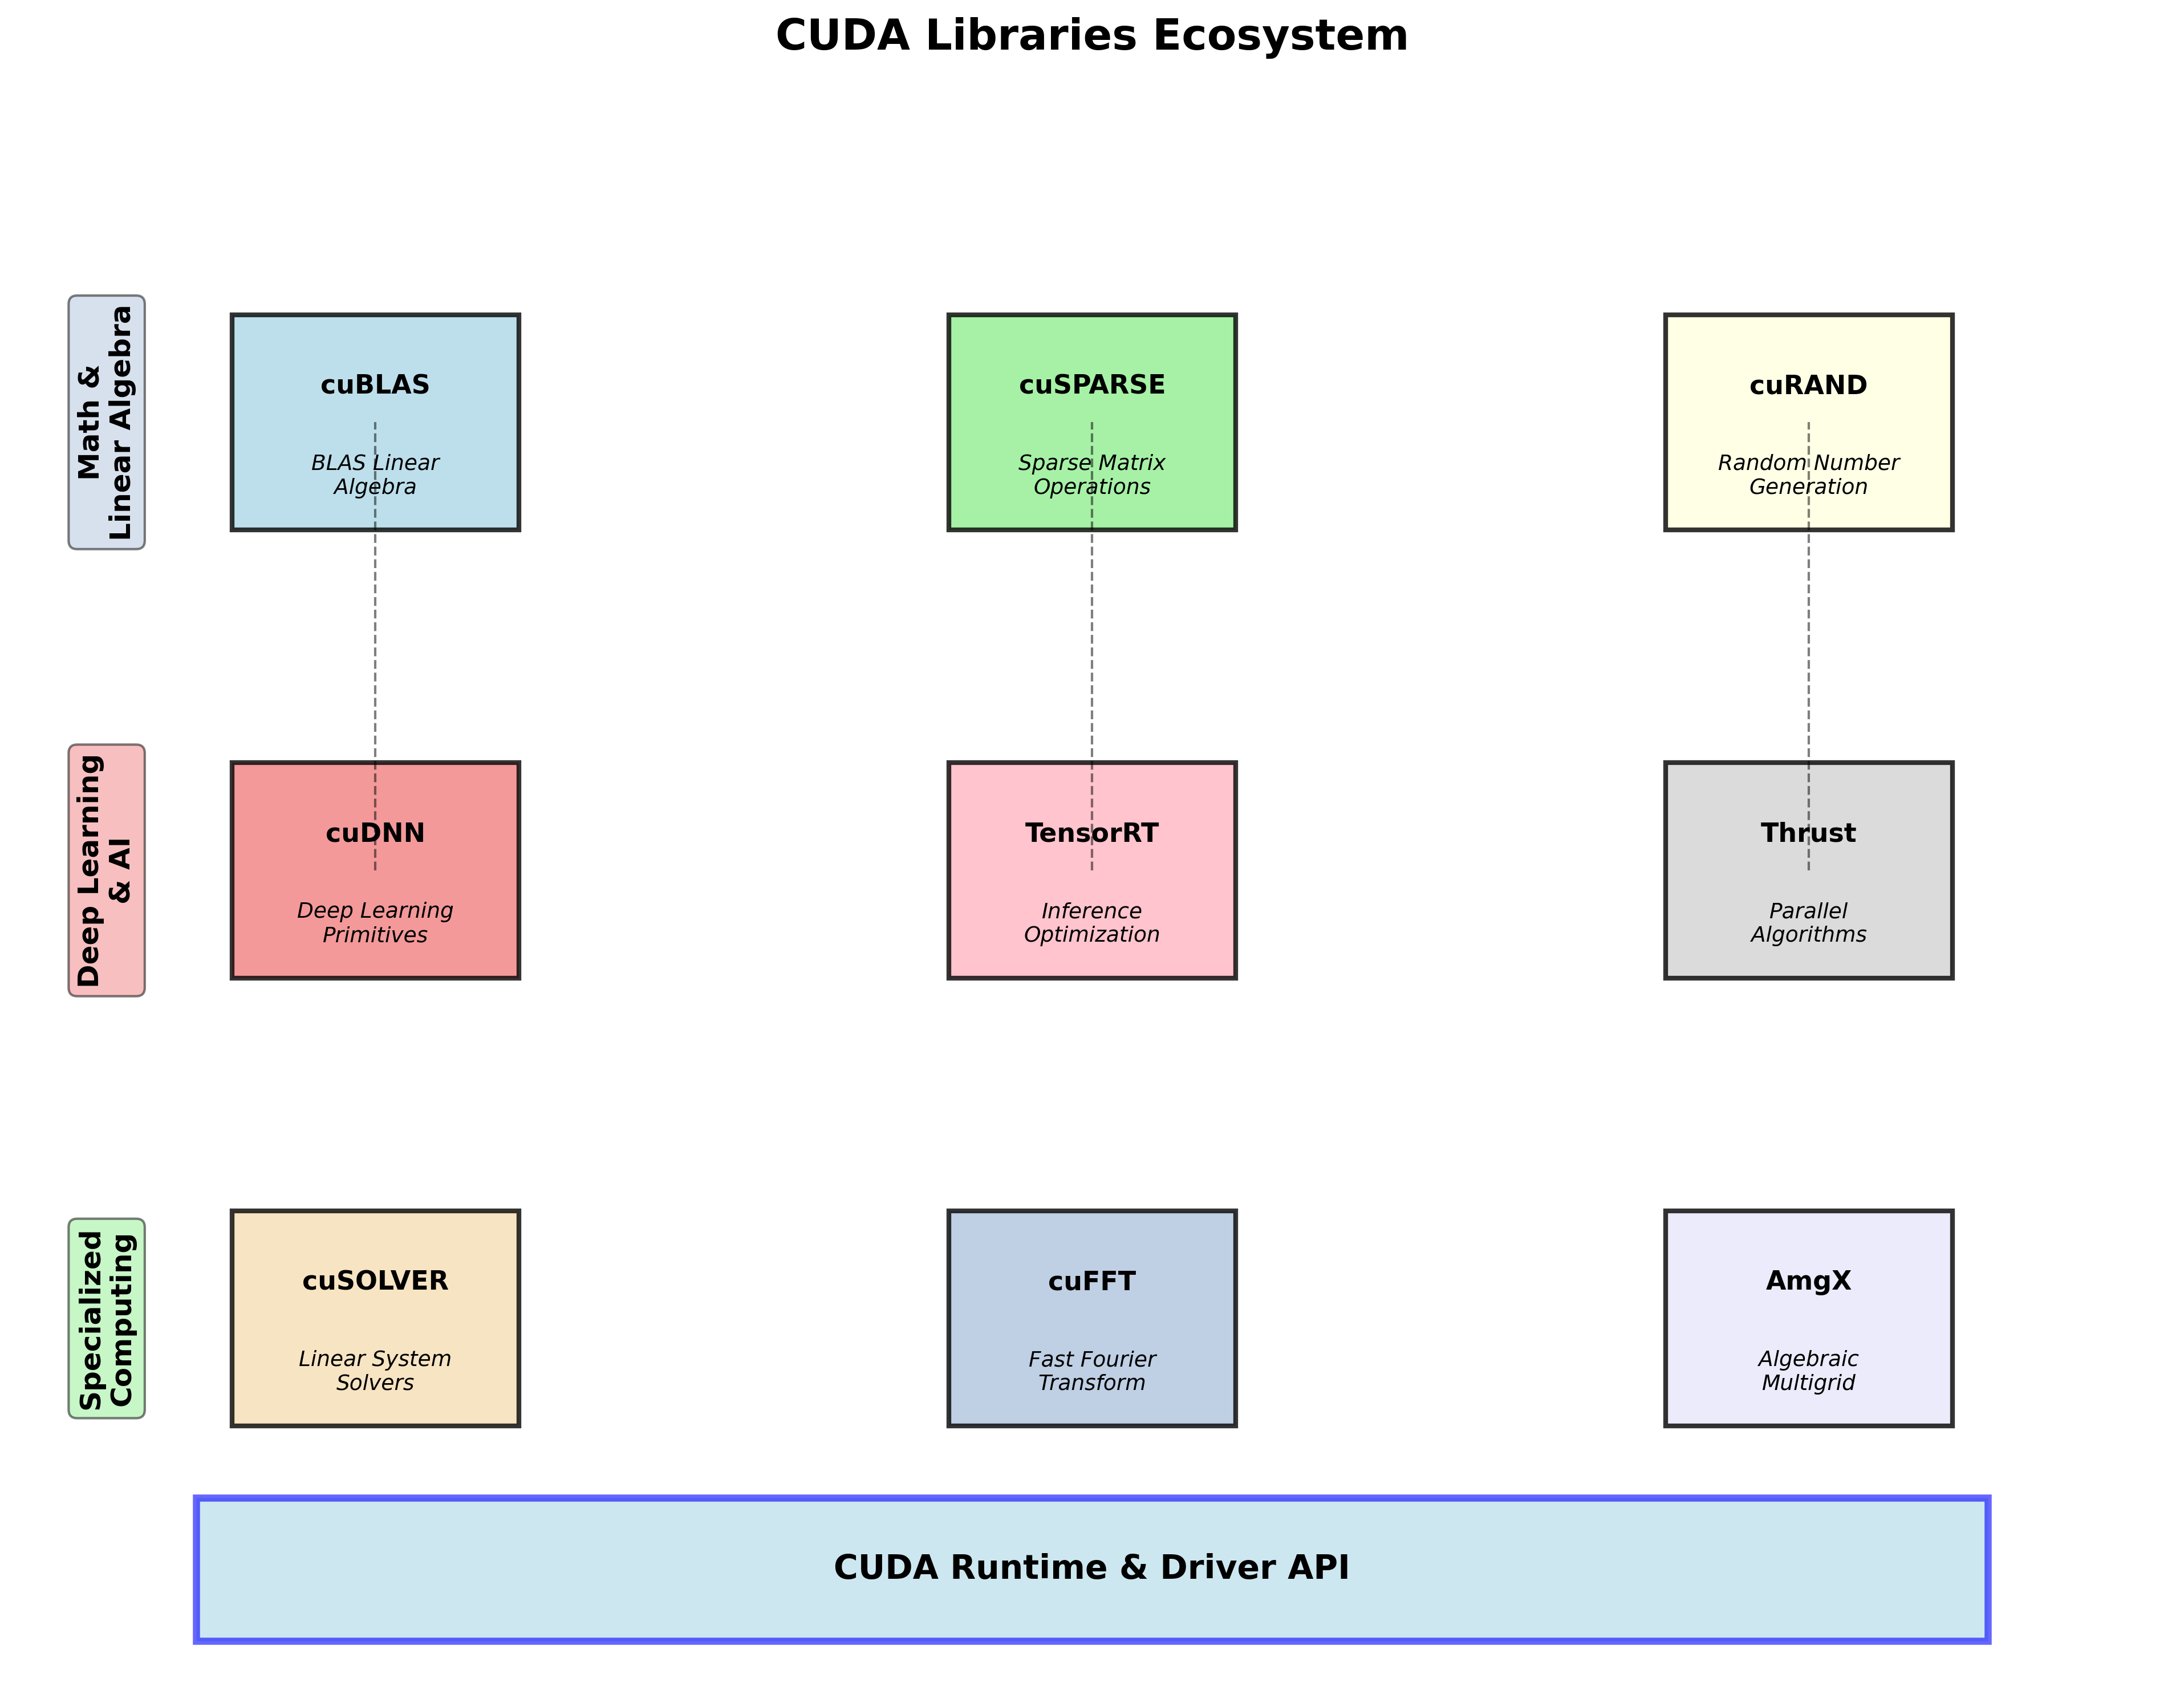 CUDA Libraries Ecosystem
Math &
Linear Algebra
cuBLAS
BLAS Linear
Algebra
cuSPARSE
Sparse Matrix
Operations
cuRAND
Random Number
Generation
Deep Learning
& AI
cuDNN
Deep Learning
Primitives
TensorRT
Inference
Optimization
Thrust
Parallel
Algorithms
Specialized
Computing
cuSOLVER
Linear System
Solvers
cuFFT
Fast Fourier
Transform
AmgX
Algebraic
Multigrid
CUDA Runtime & Driver API